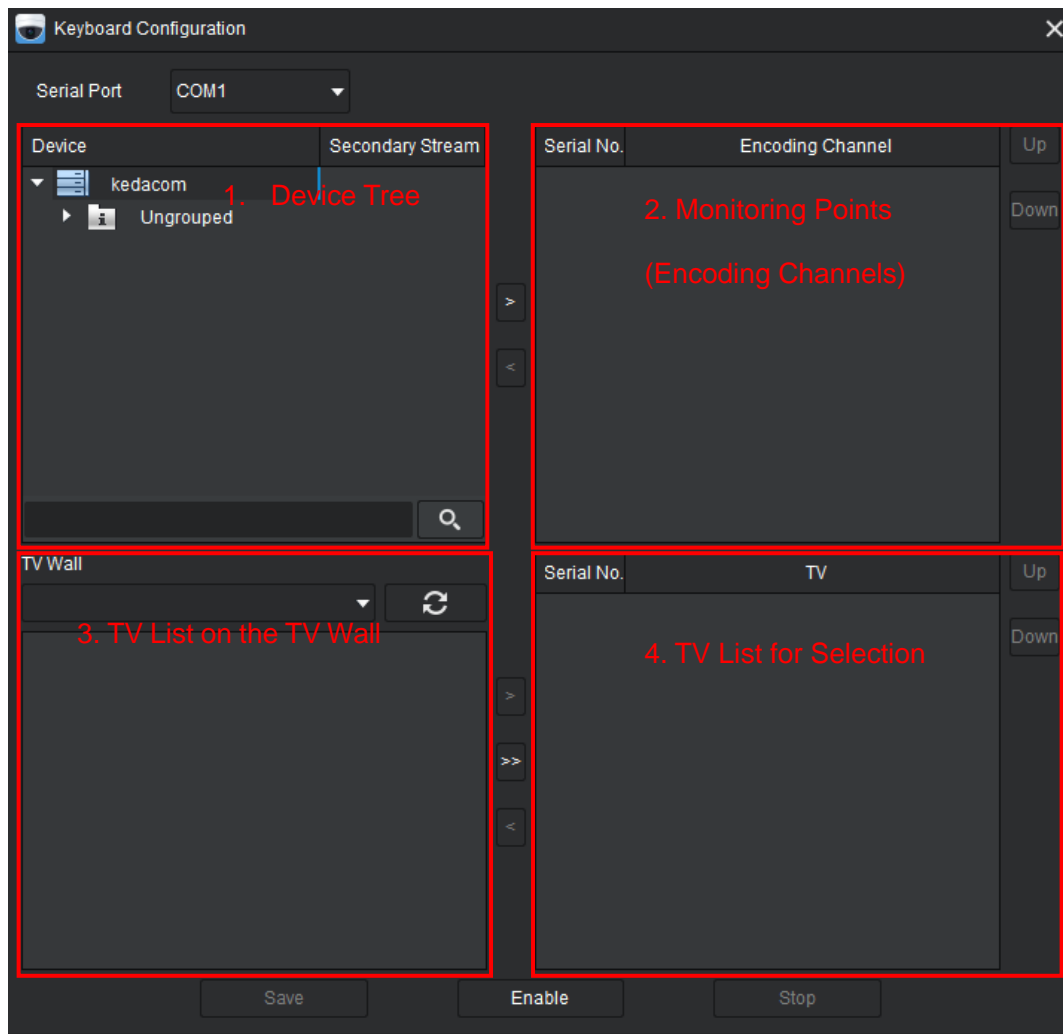 Keyboard Configuration
Serial Port COM1
Device Secondary Stream
kedacom
1. Device Tree
Ungrouped
>
<
Serial No. Encoding Channel Up
2. Monitoring Points Down
(Encoding Channels)
TV Wall
3. TV List on the TV Wall
>
>>
<
Serial No. TV Up
Down
4. TV List for Selection
Save Enable Stop